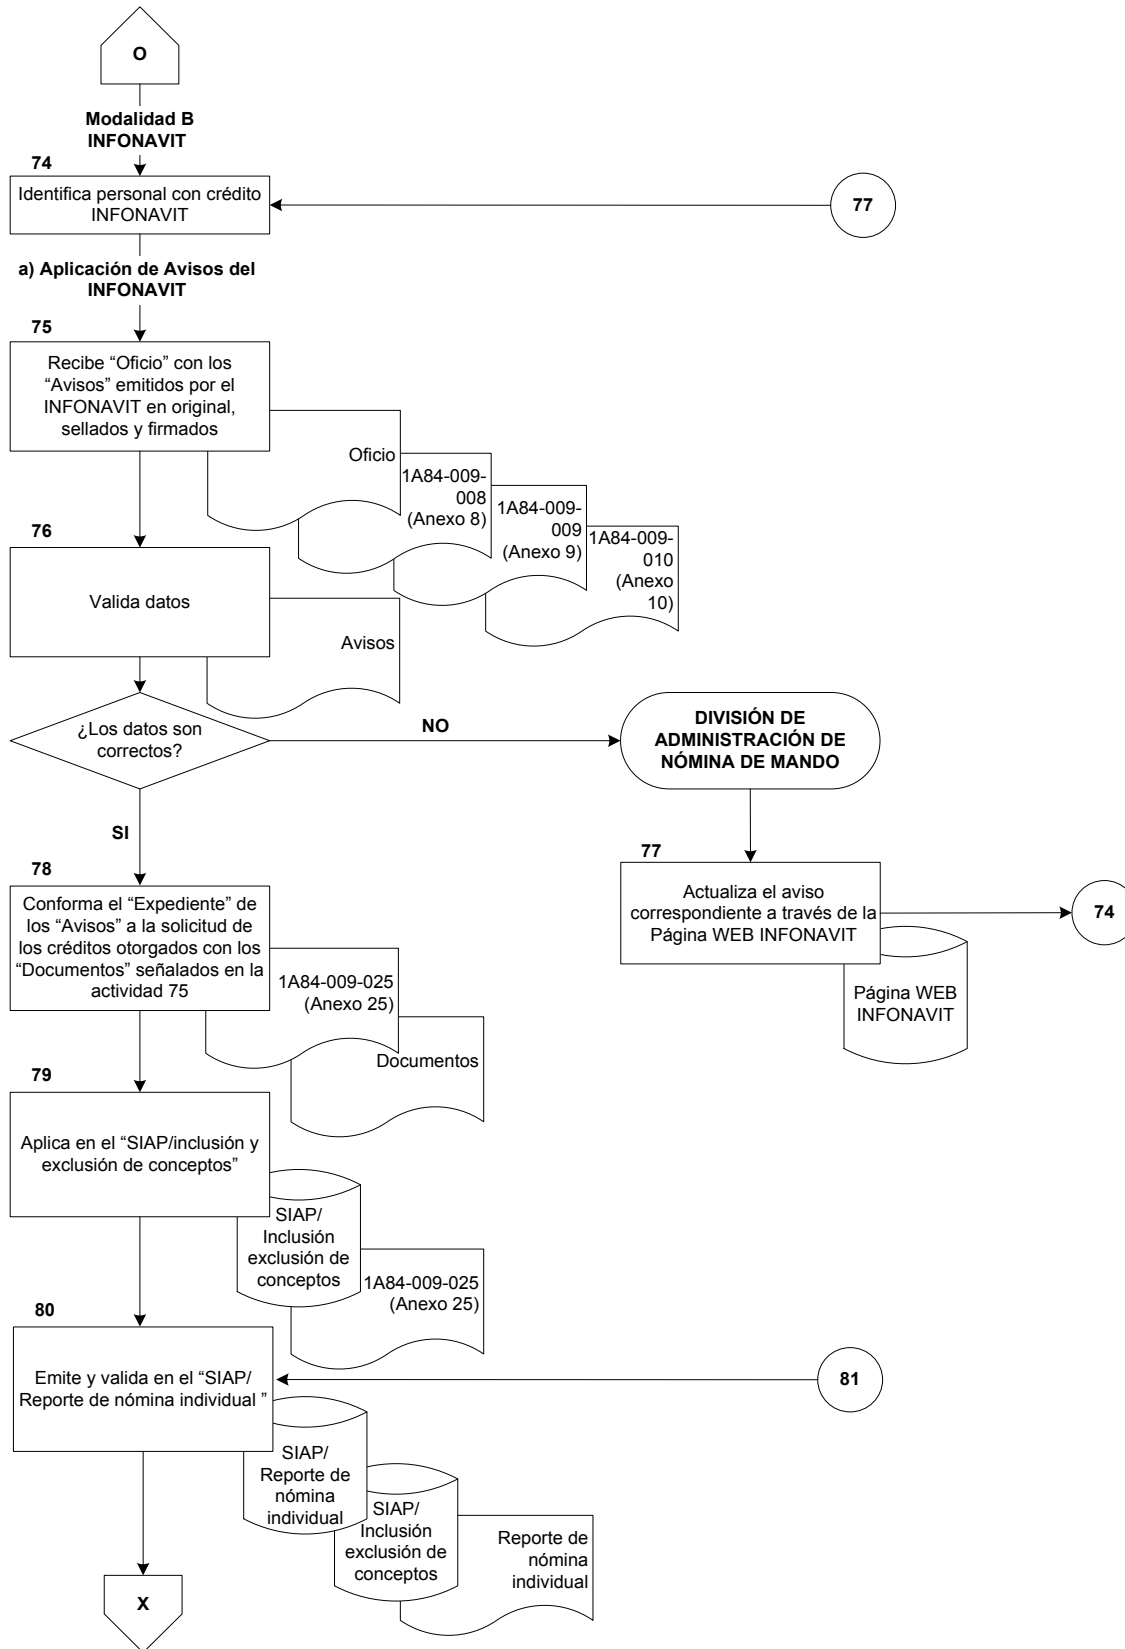 O
Modalidad B
INFONAVIT
74
Identifica personal con crédito
INFONAVIT
77
a) Aplicación de Avisos del
INFONAVIT
75
Recibe “Oficio” con los
“Avisos” emitidos por el
INFONAVIT en original,
sellados y firmados
Oficio
1A84-009-
008
(Anexo 8)
1A84-009-
009
(Anexo 9)
1A84-009-
010
(Anexo
10)
76
Valida datos
Avisos
¿Los datos son
correctos?
NO
DIVISIÓN DE
ADMINISTRACIÓN DE
NÓMINA DE MANDO
SI
77
Actualiza el aviso
correspondiente a través de la
Página WEB INFONAVIT
74
Página WEB
INFONAVIT
78
Conforma el “Expediente” de
los “Avisos” a la solicitud de
los créditos otorgados con los
“Documentos” señalados en la
actividad 75
1A84-009-025
(Anexo 25)
Documentos
79
Aplica en el “SIAP/inclusión y
exclusión de conceptos”
SIAP/
Inclusión
exclusión de
conceptos
1A84-009-025
(Anexo 25)
80
Emite y valida en el “SIAP/
Reporte de nómina individual ”
81
SIAP/
Reporte de
nómina
individual
SIAP/
Inclusión
exclusión de
conceptos
Reporte de
nómina
individual
X